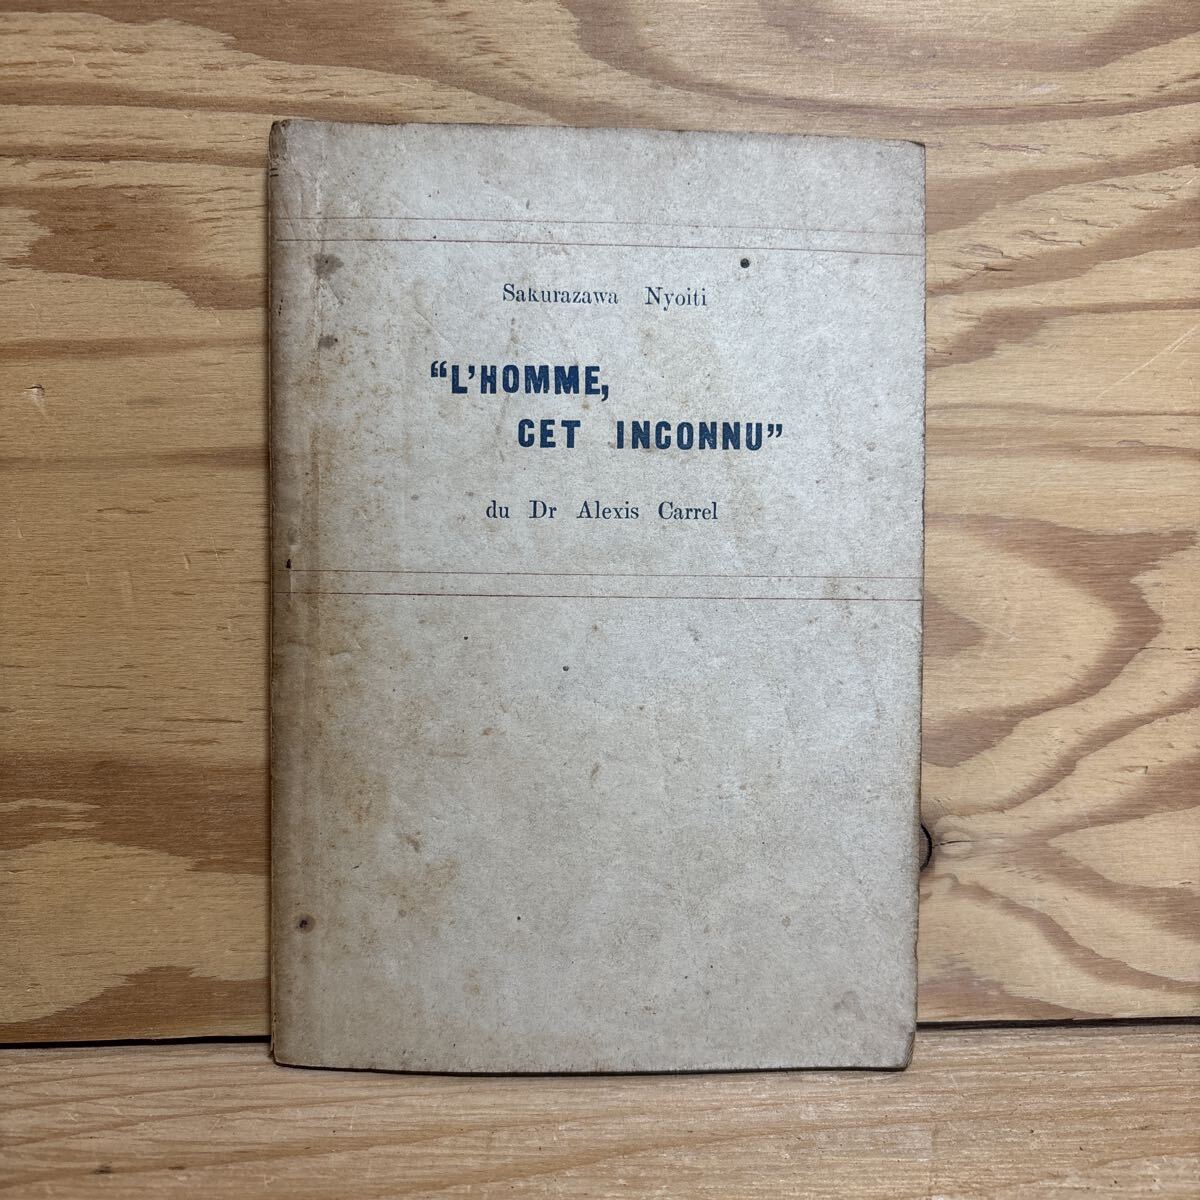 Sakurazawa Nyoiti
“L'HOMME,
CET INCONNU”
du Dr Alexis Carrel